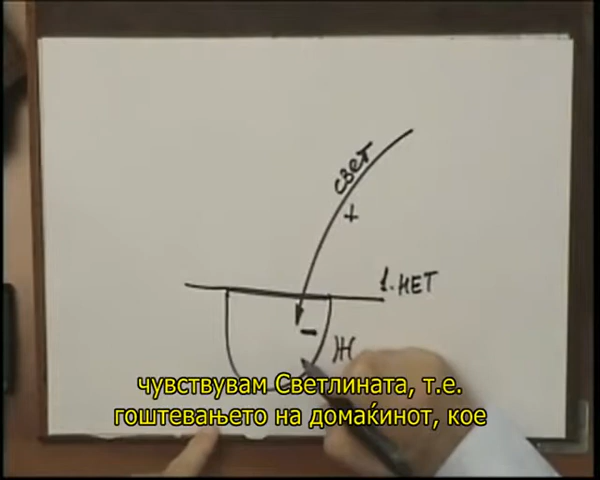 свет
+
1. НЕТ
−
Ж
чувствувам Светлината, т.е.
гоштевањето на домаќинот, кое